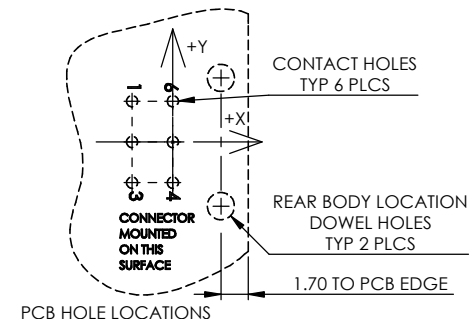 +Y
CONTACT HOLES
TYP 6 PLCS
1
6
+X
3
4
REAR BODY LOCATION
DOWEL HOLES
TYP 2 PLCS
CONNECTOR
MOUNTED
ON THIS
SURFACE
1.70 TO PCB EDGE
PCB HOLE LOCATIONS